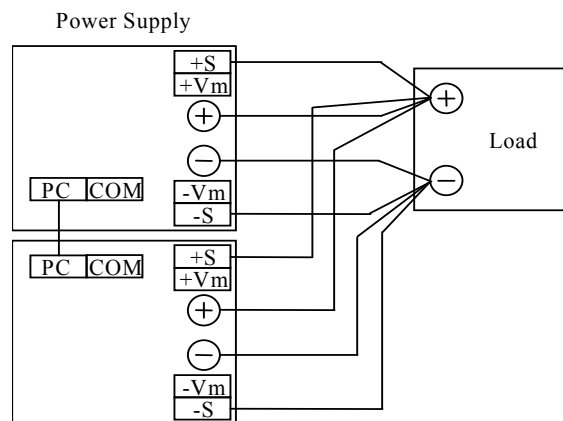 Power Supply
+S
+Vm
+
Load
−
PC COM
-Vm
-S
+
−
PC COM
+S
+Vm
+
−
-Vm
-S